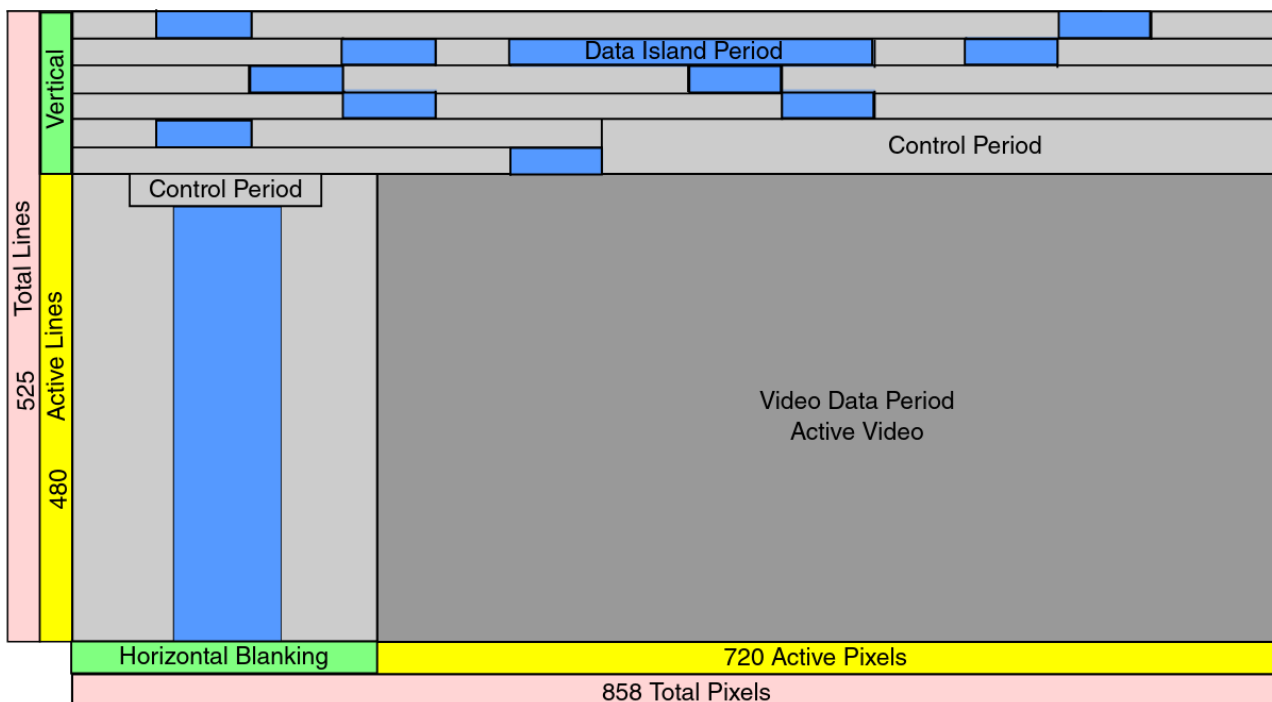 Vertical
Data Island Period
Control Period
Control Period
525 Total Lines
480 Active Lines
Video Data Period
Active Video
Horizontal Blanking
720 Active Pixels
858 Total Pixels